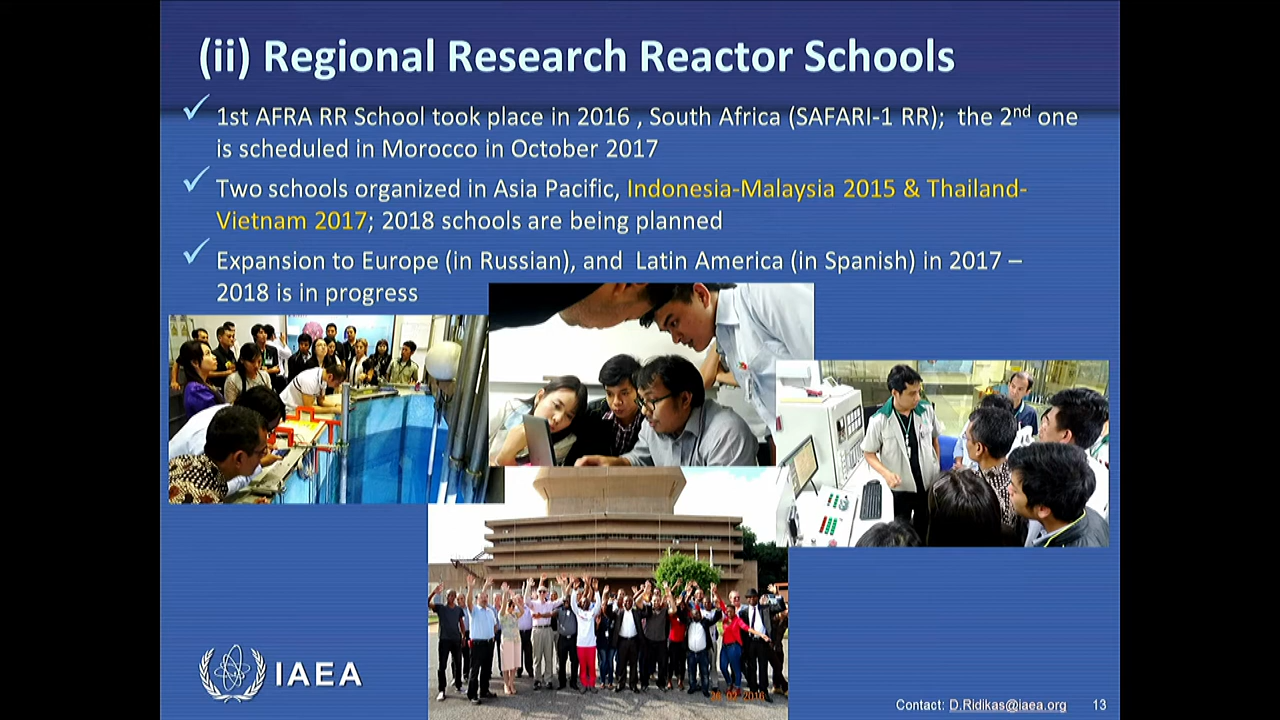 (ii) Regional Research Reactor Schools
✓ 1st AFRA RR School took place in 2016 , South Africa (SAFARI-1 RR); the 2nd one
is scheduled in Morocco in October 2017
✓ Two schools organized in Asia Pacific, Indonesia-Malaysia 2015 & Thailand-
Vietnam 2017; 2018 schools are being planned
✓ Expansion to Europe (in Russian), and Latin America (in Spanish) in 2017 –
2018 is in progress
26 02 2016
IAEA
Contact: D.Ridikas@iaea.org 13